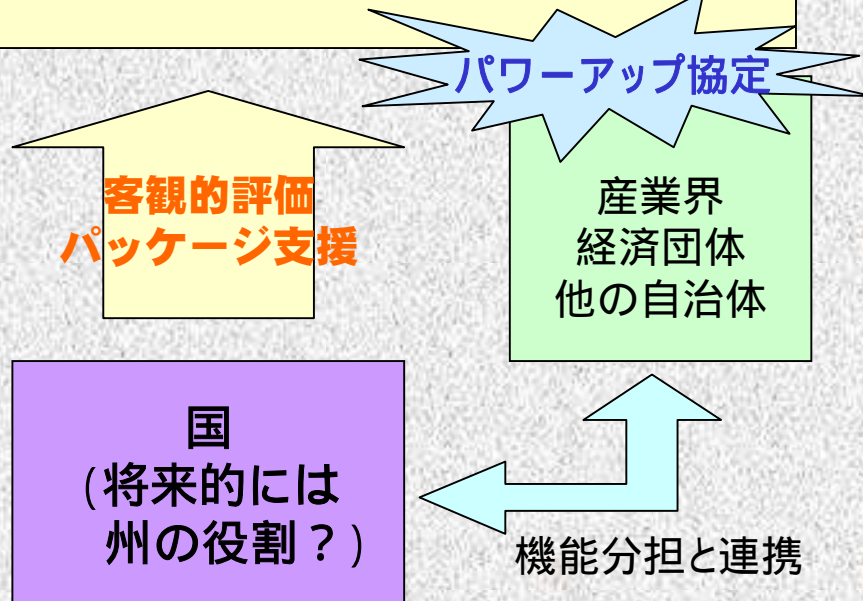 パワーアップ協定
客観的評価
パッケージ支援
産業界
経済団体
他の自治体
国
(将来的には
州の役割？)
機能分担と連携